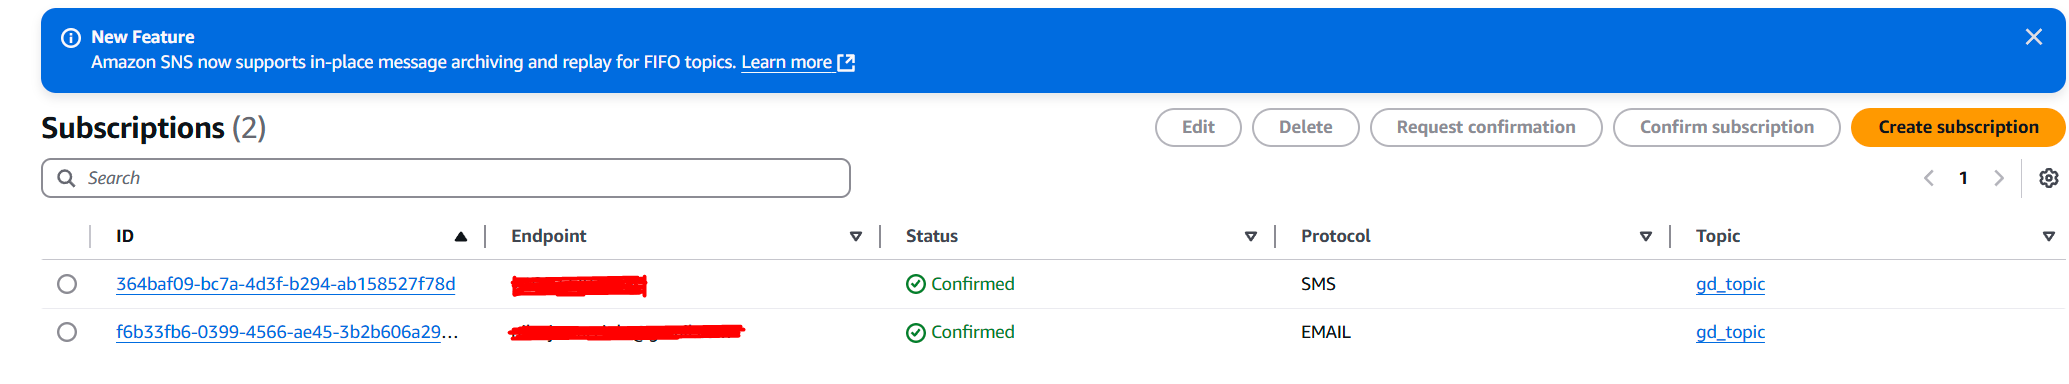 New Feature
Amazon SNS now supports in-place message archiving and replay for FIFO topics. Learn more
Subscriptions (2)
Edit
Delete
Request confirmation
Confirm subscription
Create subscription
Search
1
ID Endpoint Status Protocol Topic
364baf09-bc7a-4d3f-b294-ab158527f78d Confirmed SMS gd_topic
f6b33fb6-0399-4566-ae45-3b2b606a29... Confirmed EMAIL gd_topic